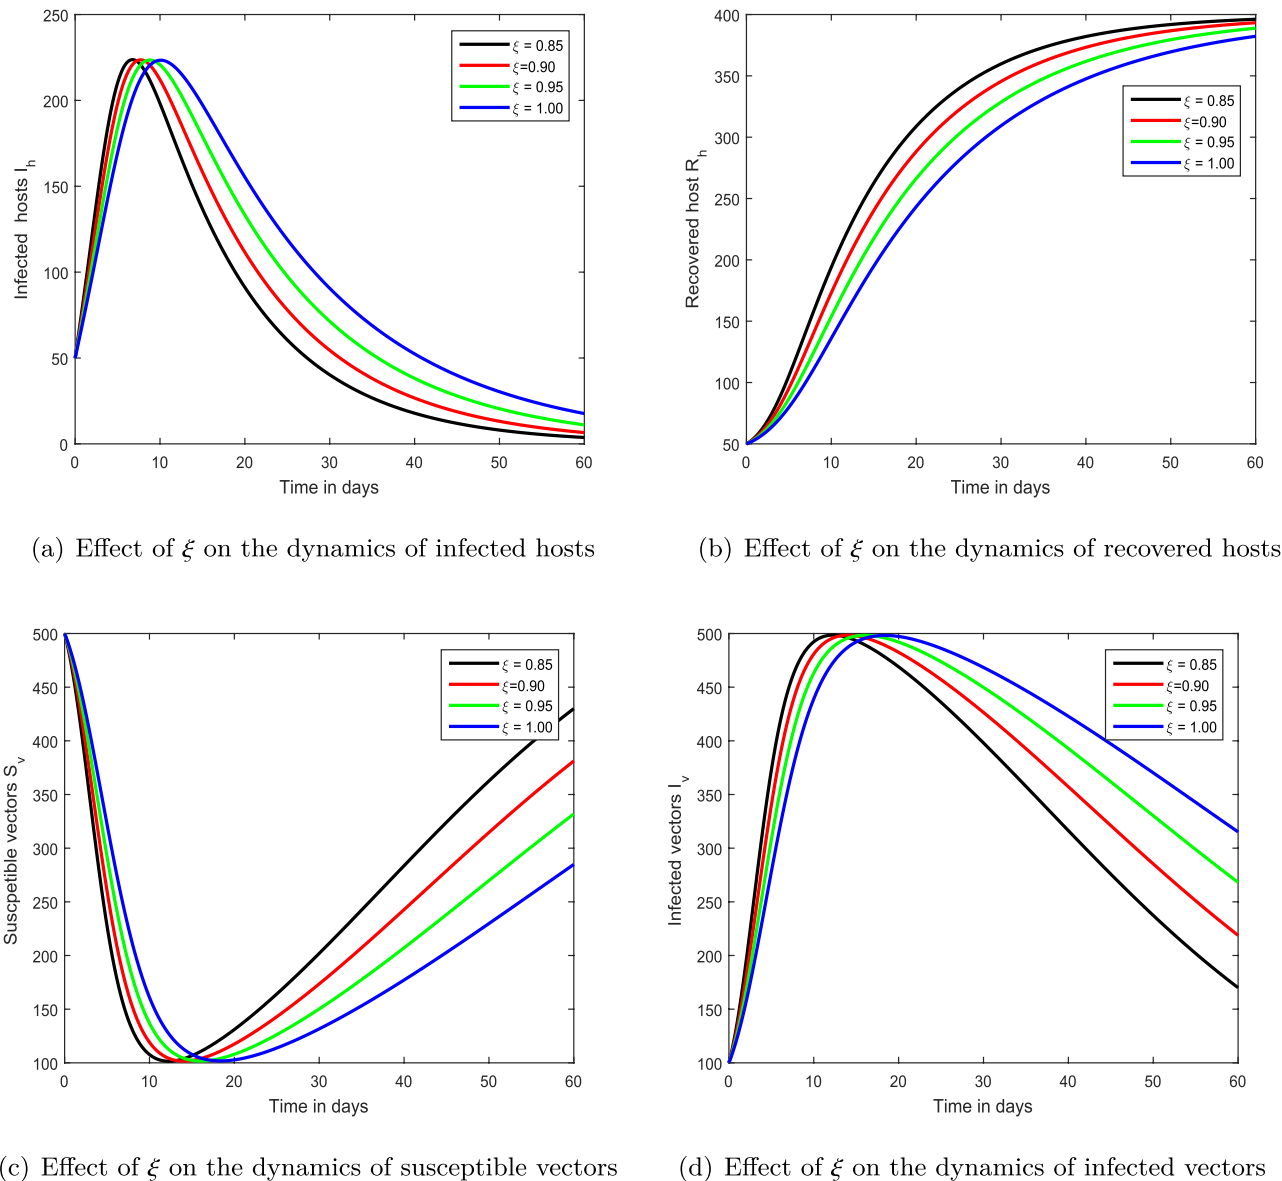 250
200
150
100
50
0
Infected hosts I_h
ξ = 0.85
ξ=0.90
ξ = 0.95
ξ = 1.00
0 10 20 30 40 50 60
Time in days
(a) Effect of ξ on the dynamics of infected hosts
400
350
300
250
200
150
100
50
Recovered host R_h
ξ = 0.85
ξ=0.90
ξ = 0.95
ξ = 1.00
0 10 20 30 40 50 60
Time in days
(b) Effect of ξ on the dynamics of recovered hosts
500
450
400
350
300
250
200
150
100
Suscpetible vectors S_v
ξ = 0.85
ξ=0.90
ξ = 0.95
ξ = 1.00
0 10 20 30 40 50 60
Time in days
(c) Effect of ξ on the dynamics of susceptible vectors
500
450
400
350
300
250
200
150
100
Infected vectors I_v
ξ = 0.85
ξ=0.90
ξ = 0.95
ξ = 1.00
0 10 20 30 40 50 60
Time in days
(d) Effect of ξ on the dynamics of infected vectors